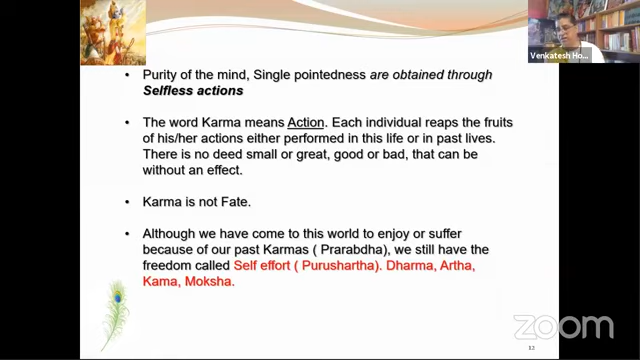 Venkatesh Ho...
• Purity of the mind, Single pointedness are obtained through
Selfless actions
• The word Karma means Action. Each individual reaps the fruits
of his/her actions either performed in this life or in past lives.
There is no deed small or great, good or bad, that can be
without an effect.
• Karma is not Fate.
• Although we have come to this world to enjoy or suffer
because of our past Karmas ( Prarabdha), we still have the
freedom called Self effort ( Purushartha). Dharma, Artha,
Kama, Moksha.
zoom
12